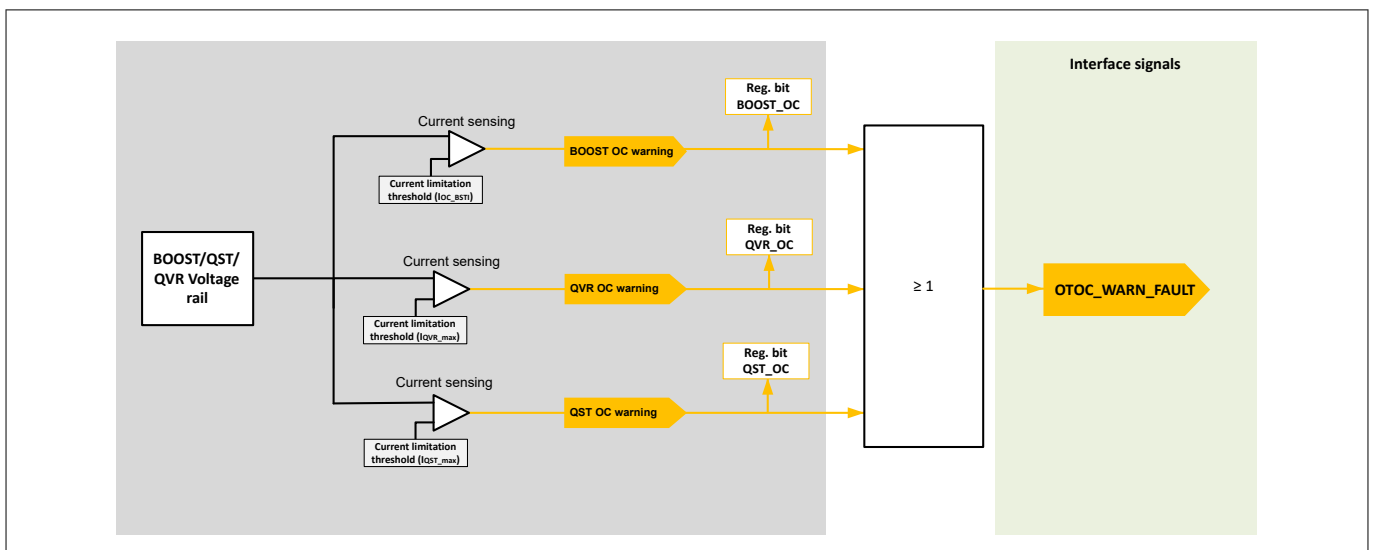 Interface signals
Reg. bit
BOOST_OC
Current sensing
BOOST OC warning
Current limitation
threshold (IOC_BSTI)
Reg. bit
QVR_OC
BOOST/QST/
QVR Voltage
rail
Current sensing
QVR OC warning
≥ 1
OTOC_WARN_FAULT
Current limitation
threshold (IQVR_max)
Reg. bit
QST_OC
Current sensing
QST OC warning
Current limitation
threshold (IQST_max)